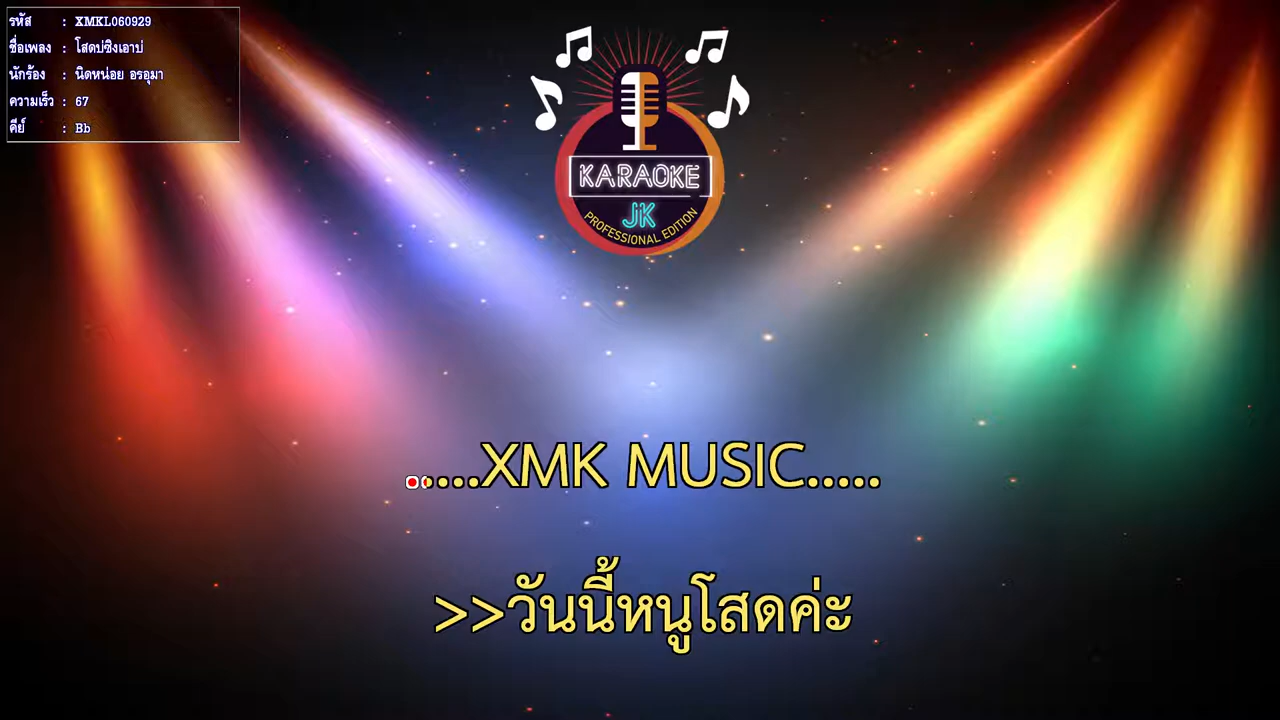 รหัส : XMKL060929
ชื่อเพลง : โสดบ่ซิงเอาบ่
นักร้อง : นิดหน่อย อรอุมา
ความเร็ว : 67
คีย์ : Bb
KARAOKE
JK
PROFESSIONAL EDITION
.....XMK MUSIC.....
>>วันนี้หนูโสดค่ะ